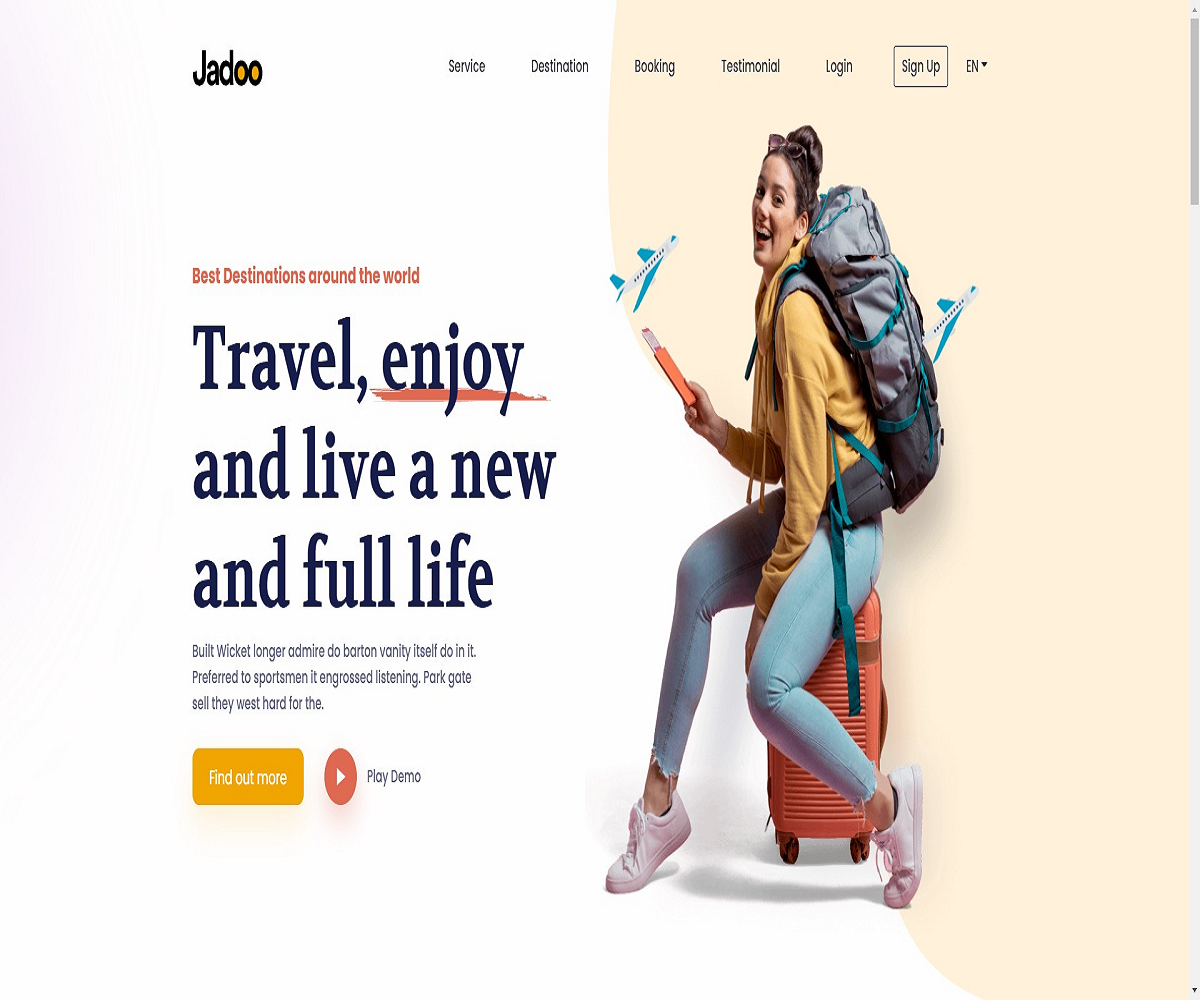 Jadoo
Service Destination Booking Testimonial Login Sign Up EN
Best Destinations around the world
Travel, enjoy
and live a new
and full life
Built Wicket longer admire do barton vanity itself do in it.
Preferred to sportsmen it engrossed listening. Park gate
sell they west hard for the.
Find out more Play Demo